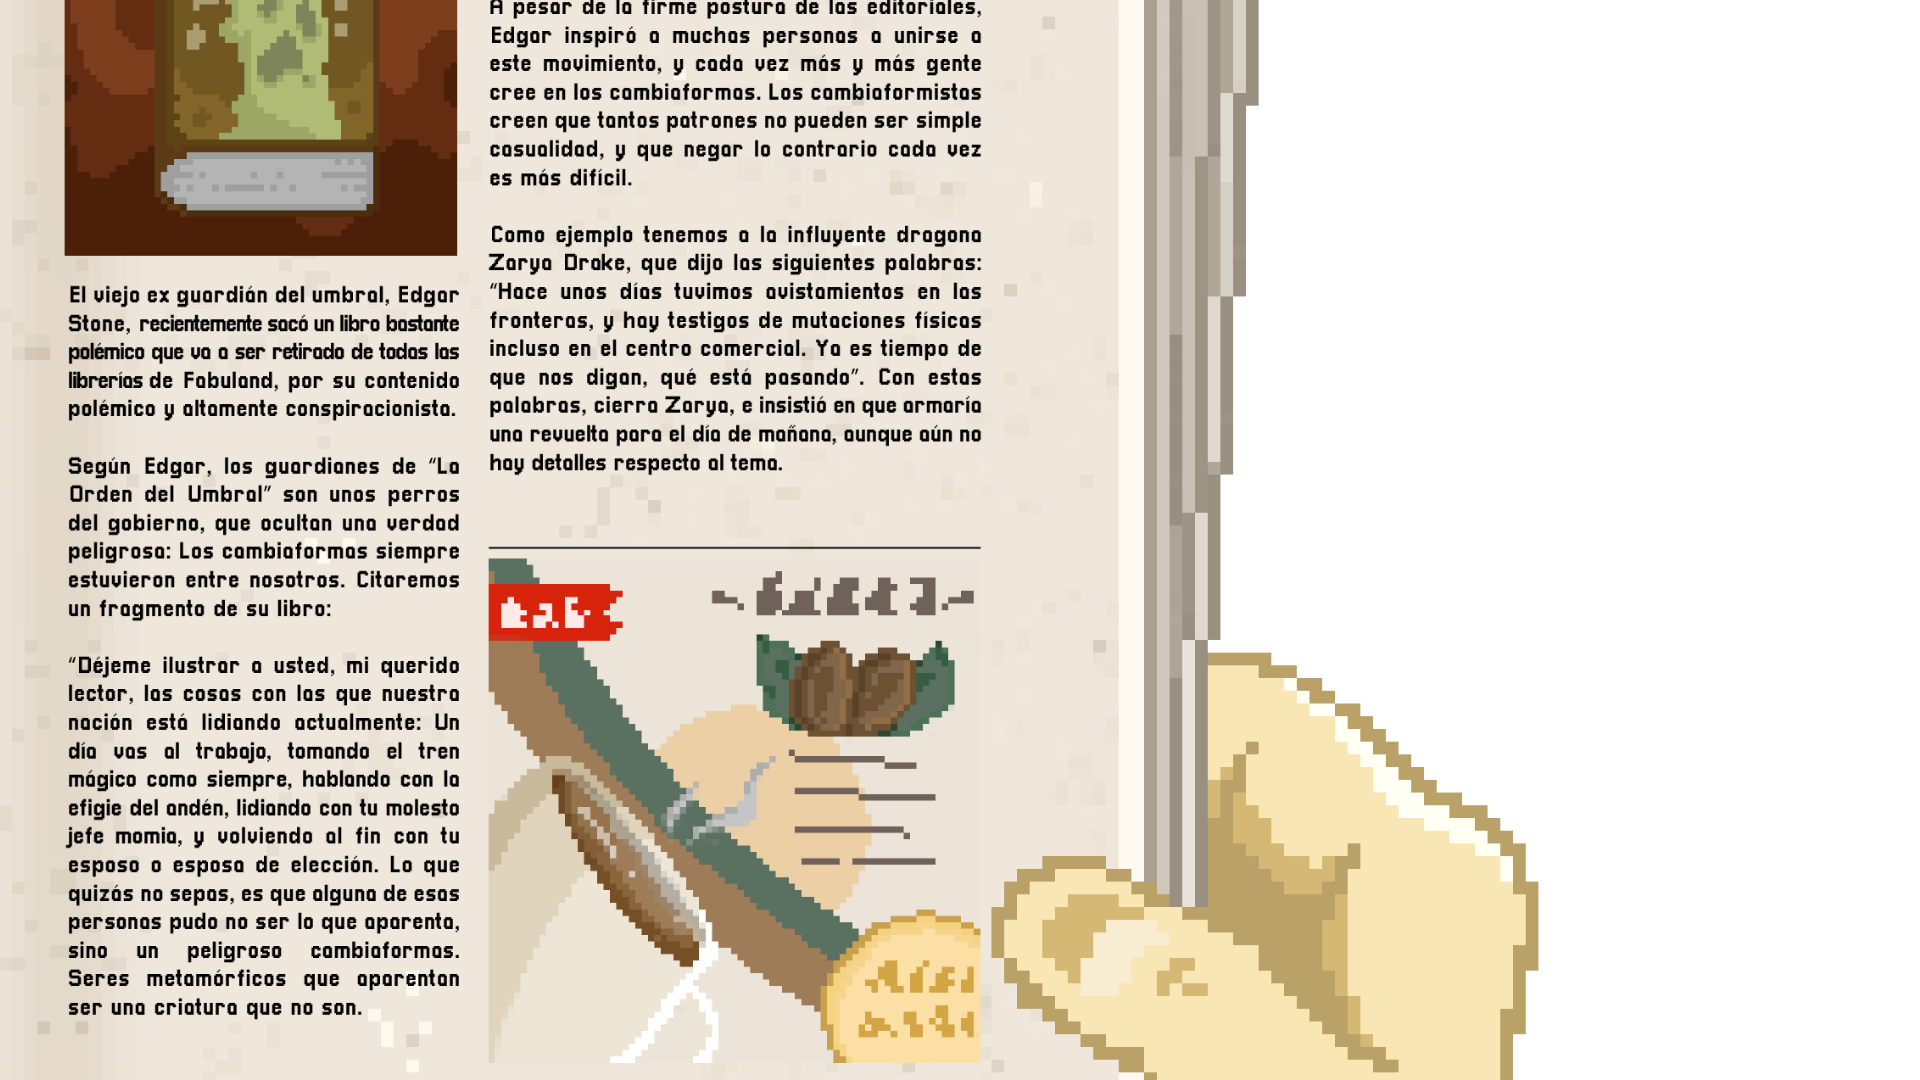 El viejo ex guardián del umbral, Edgar
Stone, recientemente sacó un libro bastante
polémico que va a ser retirado de todas las
librerías de Fabuland, por su contenido
polémico y altamente conspiracionista.
Según Edgar, los guardianes de “La
Orden del Umbral” son unos perros
del gobierno, que ocultan una verdad
peligrosa: Los cambiaformas siempre
estuvieron entre nosotros. Citaremos
un fragmento de su libro:
“Déjeme ilustrar a usted, mi querido
lector, las cosas con las que nuestra
nación está lidiando actualmente: Un
día vas al trabajo, tomando el tren
mágico como siempre, hablando con la
efigie del andén, lidiando con tu molesto
jefe momia, y volviendo al fin con tu
esposo o esposa de elección. Lo que
quizás no sepas, es que alguna de esas
personas pudo no ser lo que aparenta,
sino un peligroso cambiaformas.
Seres metamórficos que aparentan
ser una criatura que no son.
A pesar de la firme postura de las editoriales,
Edgar inspiró a muchas personas a unirse a
este movimiento, y cada vez más y más gente
cree en los cambiaformas. Los cambiaformistas
creen que tantos patrones no pueden ser simple
casualidad, y que negar lo contrario cada vez
es más difícil.
Como ejemplo tenemos a la influyente dragona
Zarya Drake, que dijo las siguientes palabras:
“Hace unos días tuvimos avistamientos en las
fronteras, y hay testigos de mutaciones físicas
incluso en el centro comercial. Ya es tiempo de
que nos digan, qué está pasando”. Con estas
palabras, cierra Zarya, e insistió en que armaría
una revuelta para el día de mañana, aunque aún no
hay detalles respecto al tema.